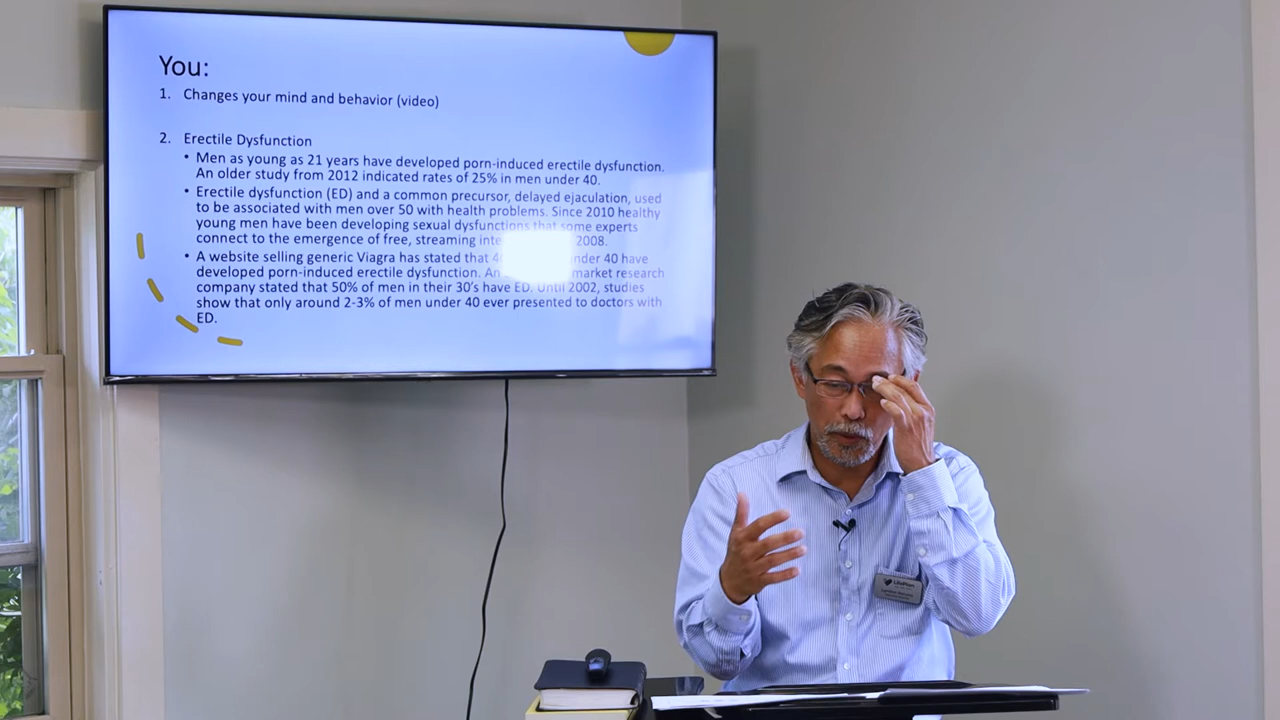 You:
1. Changes your mind and behavior (video)
2. Erectile Dysfunction
• Men as young as 21 years have developed porn-induced erectile dysfunction.
An older study from 2012 indicated rates of 25% in men under 40.
• Erectile dysfunction (ED) and a common precursor, delayed ejaculation, used
to be associated with men over 50 with health problems. Since 2010 healthy
young men have been developing sexual dysfunctions that some experts
connect to the emergence of free, streaming 2008.
• A website selling generic Viagra has stated that under 40 have
developed porn-induced erectile dysfunction. market research
company stated that 50% of men in their 30's have ED. Until 2002, studies
show that only around 2-3% of men under 40 ever presented to doctors with
ED.
LifePlan